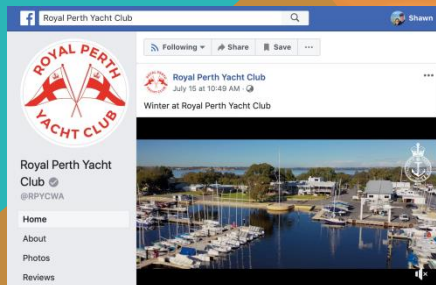 Royal Perth Yacht Club
Shawn
ROYAL PERTH
YACHT CLUB
Following
Share
Save
Royal Perth Yacht Club
July 15 at 10:49 AM
Winter at Royal Perth Yacht Club
Royal Perth Yacht
Club
@RPYCWA
Home
About
Photos
Reviews